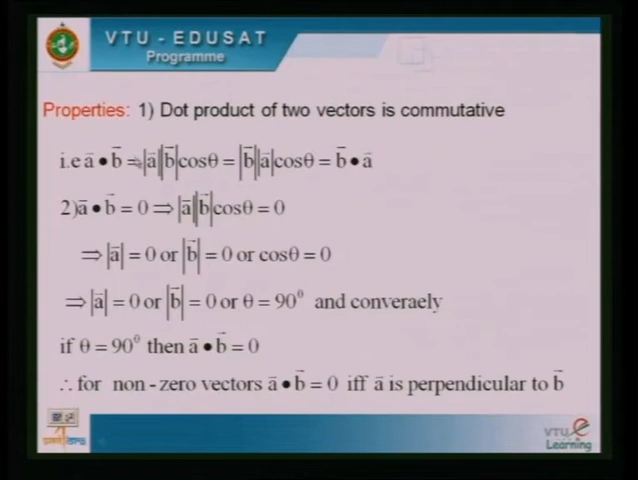 VTU - EDUSAT
Programme
Properties: 1) Dot product of two vectors is commutative
i.e a⃗ • b⃗ = |a⃗||b⃗|cosθ = |b⃗||a⃗|cosθ = b⃗ • a⃗
2) a⃗ • b⃗ = 0 ⇒ |a⃗||b⃗|cosθ = 0
⇒ |a⃗| = 0 or |b⃗| = 0 or cosθ = 0
⇒ |a⃗| = 0 or |b⃗| = 0 or θ = 90⁰ and converaely
if θ = 90⁰ then a⃗ • b⃗ = 0
∴ for non - zero vectors a⃗ • b⃗ = 0 iff a⃗ is perpendicular to b⃗
VTU e
Learning